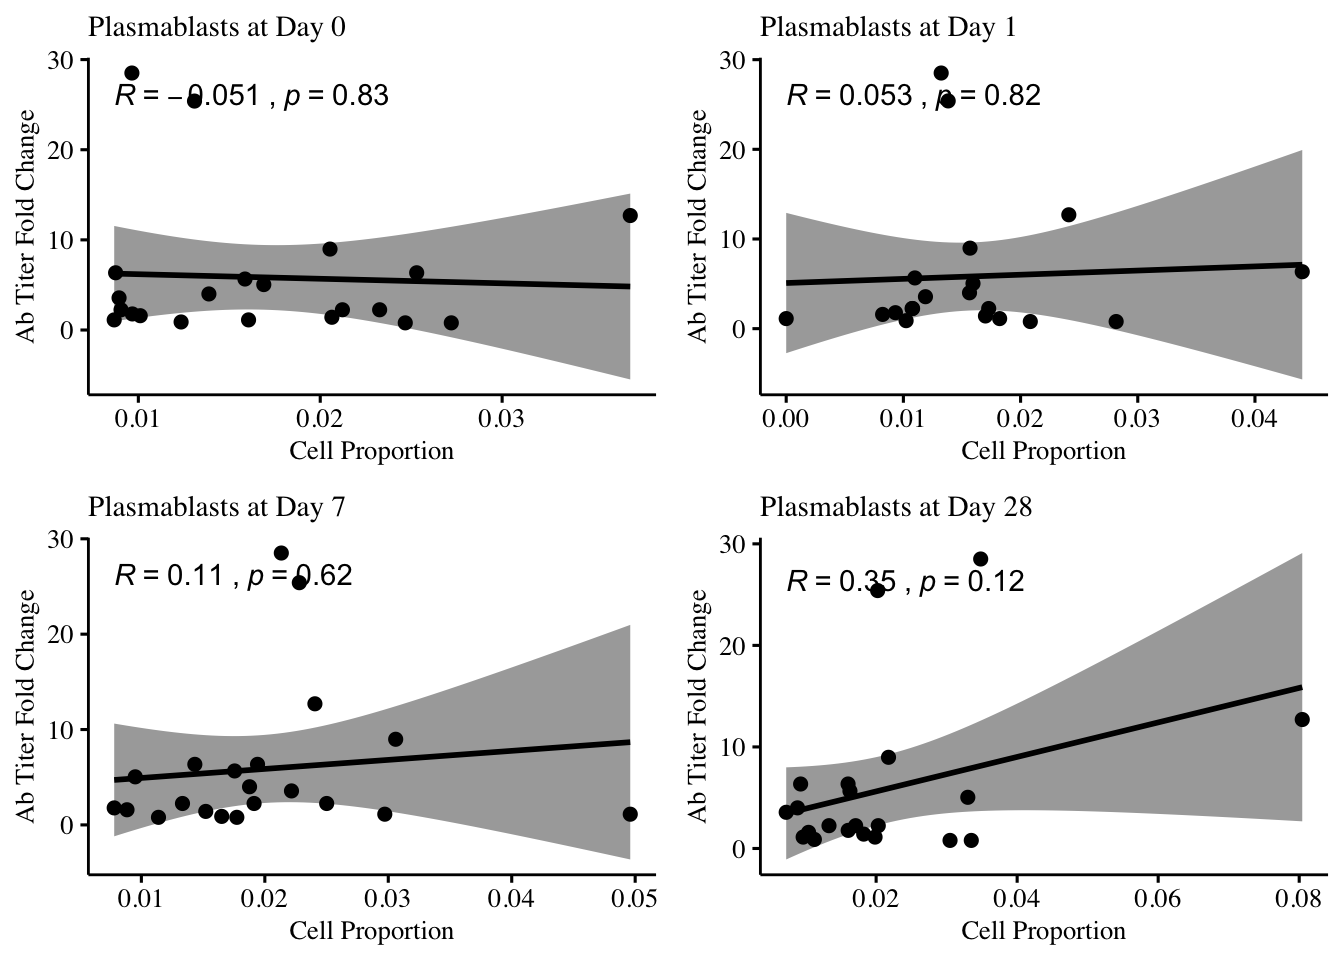 Plasmablasts at Day 0
R = −0.051 , p = 0.83
30
20
10
0
Ab Titer Fold Change
0.01 0.02 0.03
Cell Proportion
Plasmablasts at Day 1
R = 0.053 , p = 0.82
30
20
10
0
Ab Titer Fold Change
0.00 0.01 0.02 0.03 0.04
Cell Proportion
Plasmablasts at Day 7
R = 0.11 , p = 0.62
30
20
10
0
Ab Titer Fold Change
0.01 0.02 0.03 0.04 0.05
Cell Proportion
Plasmablasts at Day 28
R = 0.35 , p = 0.12
30
20
10
0
Ab Titer Fold Change
0.02 0.04 0.06 0.08
Cell Proportion